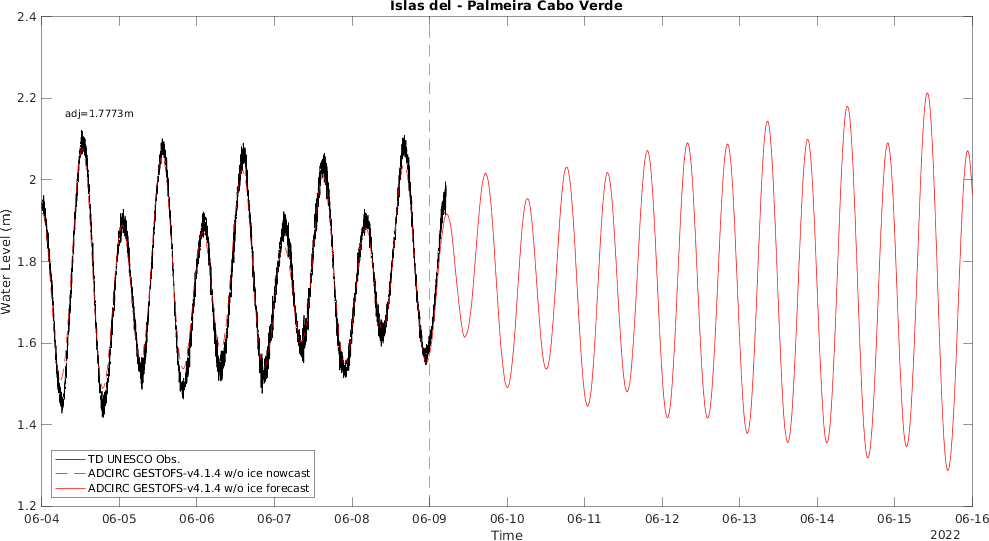 Islas del - Palmeira Cabo Verde
2.4
2.2
2
1.8
1.6
1.4
1.2
Water Level (m)
adj=1.7773m
TD UNESCO Obs.
ADCIRC GESTOFS-v4.1.4 w/o ice nowcast
ADCIRC GESTOFS-v4.1.4 w/o ice forecast
06-04 06-05 06-06 06-07 06-08 06-09 06-10 06-11 06-12 06-13 06-14 06-15 06-16
Time
2022